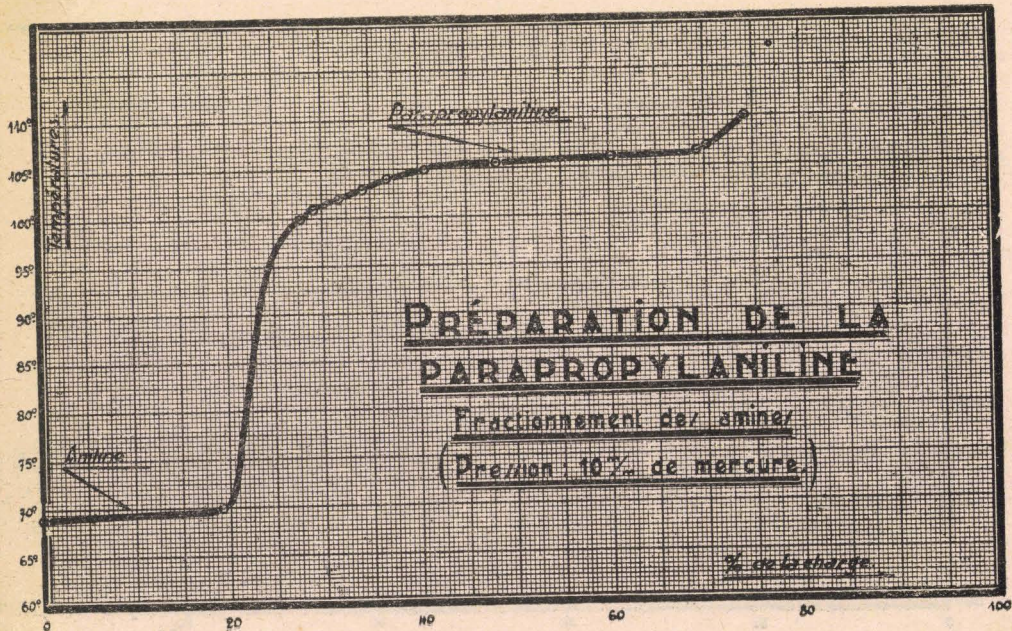 Températures.
110°
105°
100°
95°
90°
85°
80°
75°
70°
65°
60°
0 20 40 60 80 100
Parapropylaniline
Aniline
PRÉPARATION DE LA
PARAPROPYLANILINE
Fractionnement des amines
(Pression : 10 m/m de mercure.)
% de la charge.